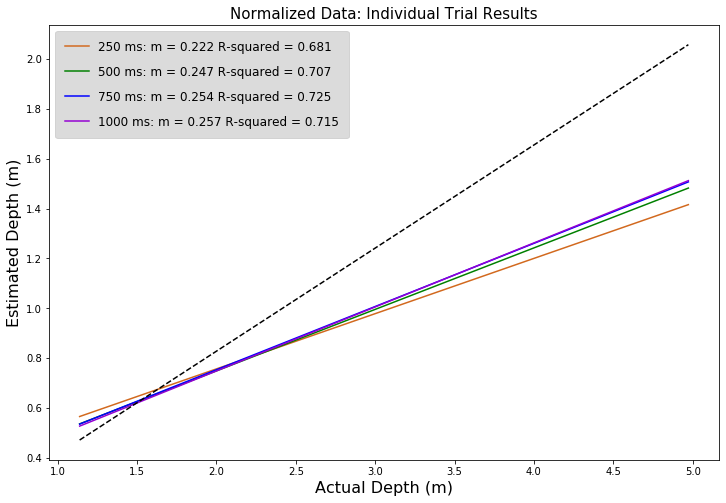 Normalized Data: Individual Trial Results
250 ms: m = 0.222 R-squared = 0.681
500 ms: m = 0.247 R-squared = 0.707
750 ms: m = 0.254 R-squared = 0.725
1000 ms: m = 0.257 R-squared = 0.715
Estimated Depth (m)
2.0
1.8
1.6
1.4
1.2
1.0
0.8
0.6
0.4
1.0 1.5 2.0 2.5 3.0 3.5 4.0 4.5 5.0
Actual Depth (m)